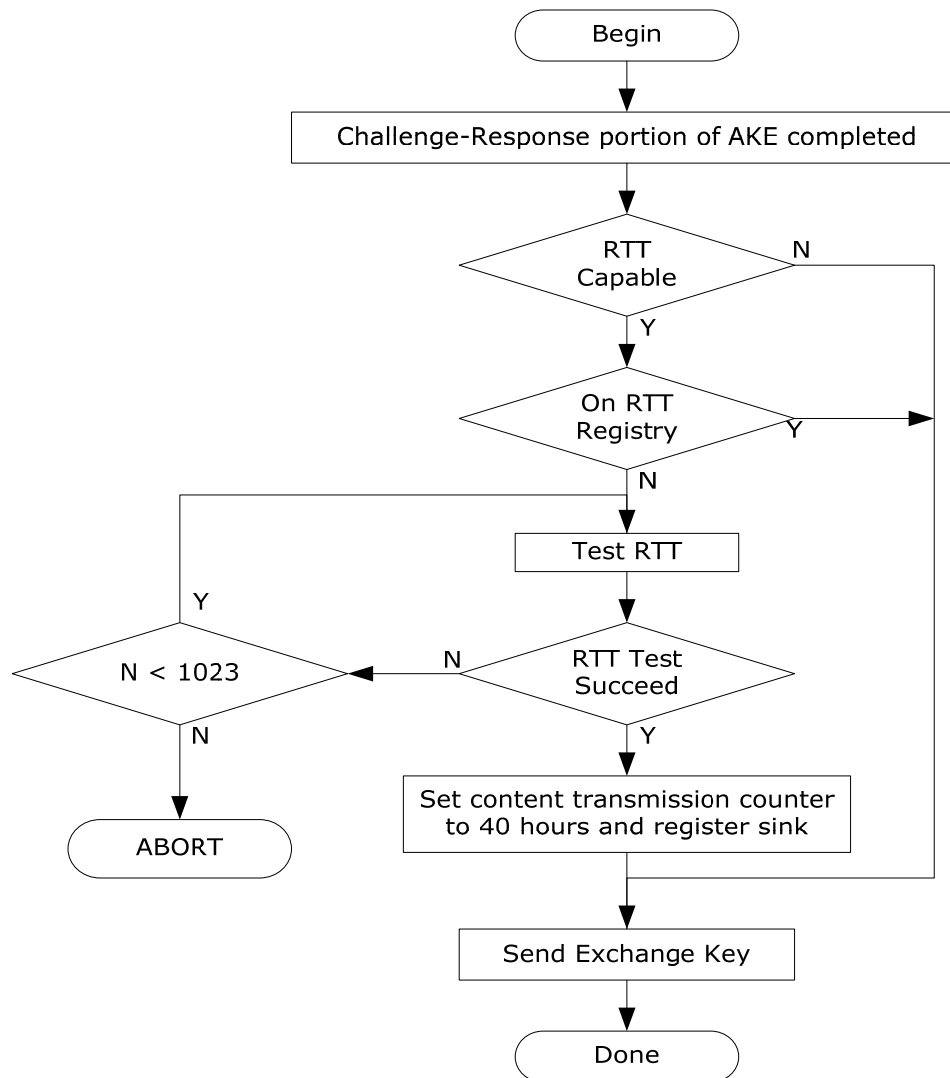 Begin
Challenge-Response portion of AKE completed
RTT
Capable
N
Y
On RTT
Registry
Y
N
Test RTT
Y
N < 1023
N
RTT Test
Succeed
N
Y
Set content transmission counter
to 40 hours and register sink
ABORT
Send Exchange Key
Done